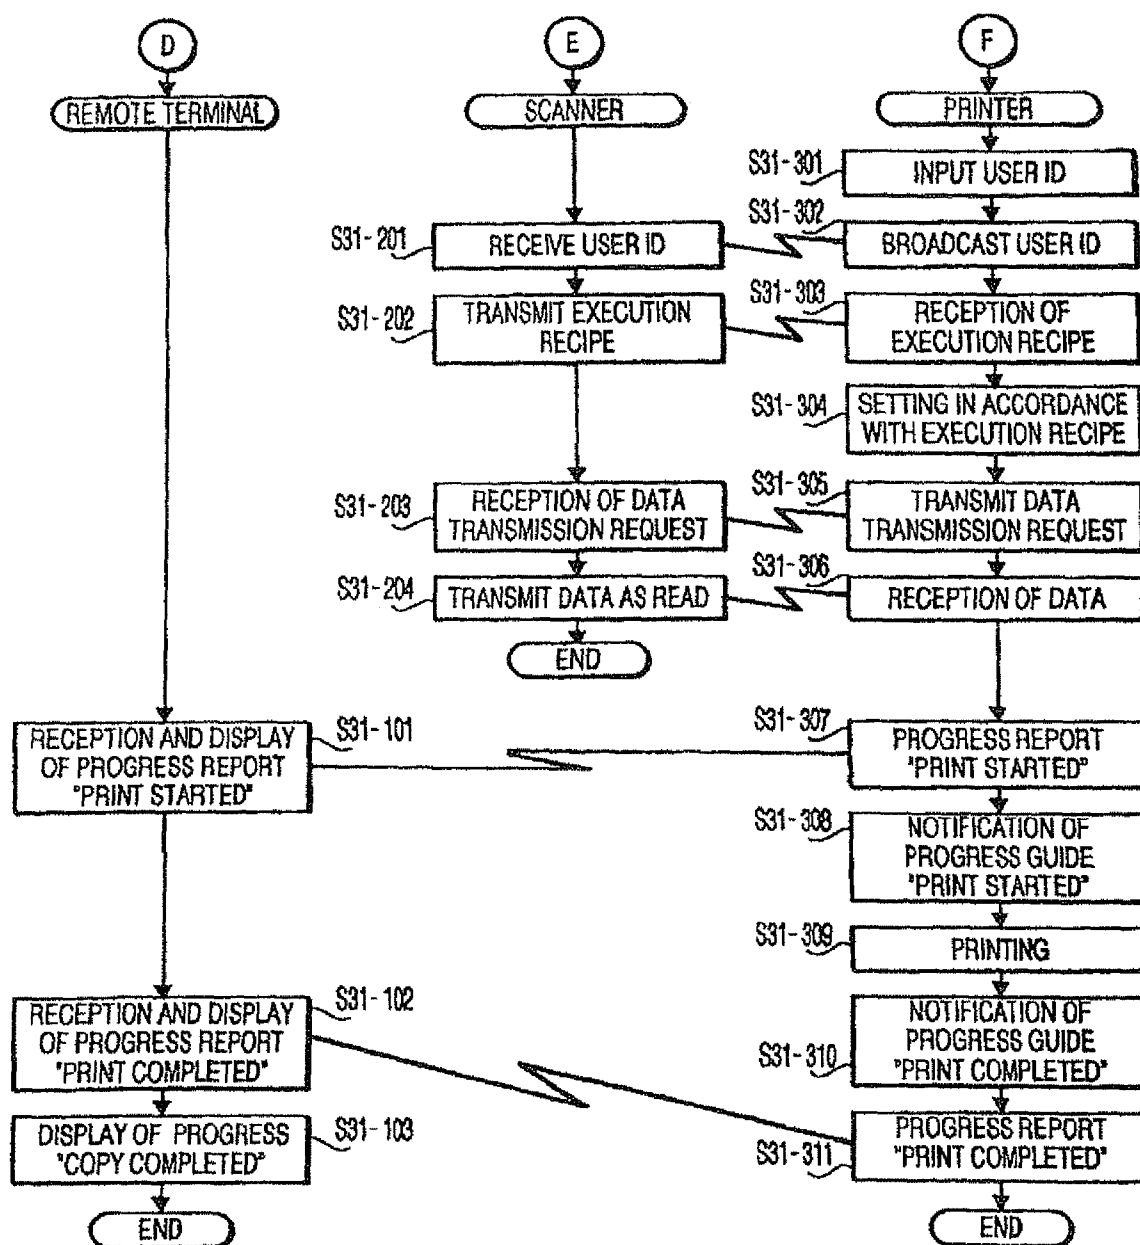 D
E
F
REMOTE TERMINAL
SCANNER
PRINTER
S31-301
INPUT USER ID
S31-302
S31-201
RECEIVE USER ID
BROADCAST USER ID
S31-303
S31-202
TRANSMIT EXECUTION
RECIPE
RECEPTION OF
EXECUTION RECIPE
S31-304
SETTING IN ACCORDANCE
WITH EXECUTION RECIPE
S31-305
S31-203
RECEPTION OF DATA
TRANSMISSION REQUEST
TRANSMIT DATA
TRANSMISSION REQUEST
S31-306
S31-204
TRANSMIT DATA AS READ
RECEPTION OF DATA
END
S31-101
RECEPTION AND DISPLAY
OF PROGRESS REPORT
"PRINT STARTED"
S31-307
PROGRESS REPORT
"PRINT STARTED"
S31-308
NOTIFICATION OF
PROGRESS GUIDE
"PRINT STARTED"
S31-309
PRINTING
S31-102
RECEPTION AND DISPLAY
OF PROGRESS REPORT
"PRINT COMPLETED"
NOTIFICATION OF
PROGRESS GUIDE
"PRINT COMPLETED"
S31-310
DISPLAY OF PROGRESS
"COPY COMPLETED"
S31-103
PROGRESS REPORT
"PRINT COMPLETED"
S31-311
END
END